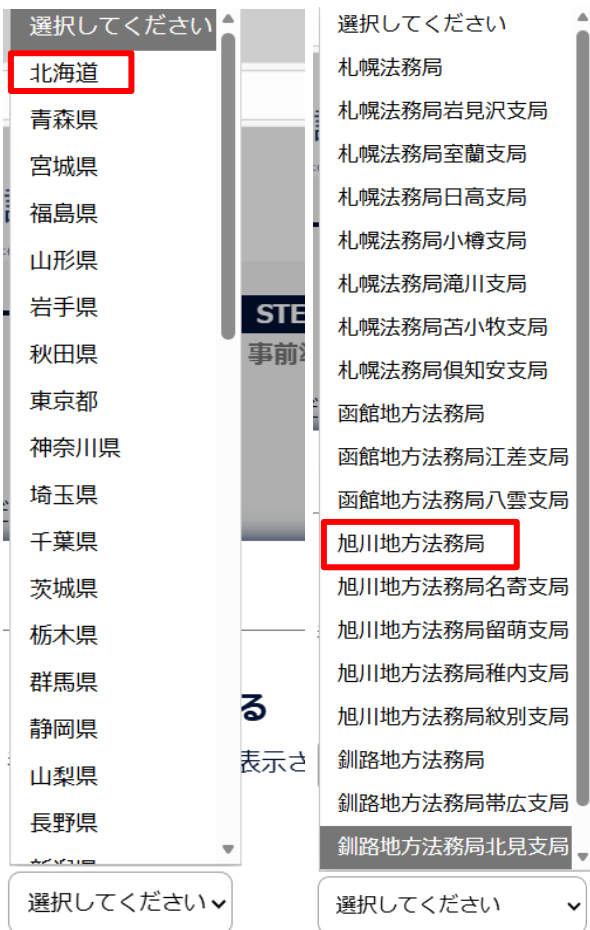 選択してください
北海道
青森県
宮城県
福島県
山形県
岩手県
秋田県
東京都
神奈川県
埼玉県
千葉県
茨城県
栃木県
群馬県
静岡県
山梨県
長野県
選択してください
STE
事前
る
表示さ
選択してください
札幌法務局
札幌法務局岩見沢支局
札幌法務局室蘭支局
札幌法務局日高支局
札幌法務局小樽支局
札幌法務局滝川支局
札幌法務局苫小牧支局
札幌法務局倶知安支局
函館地方法務局
函館地方法務局江差支局
函館地方法務局八雲支局
旭川地方法務局
旭川地方法務局名寄支局
旭川地方法務局留萌支局
旭川地方法務局稚内支局
旭川地方法務局紋別支局
釧路地方法務局
釧路地方法務局帯広支局
釧路地方法務局北見支局
選択してください